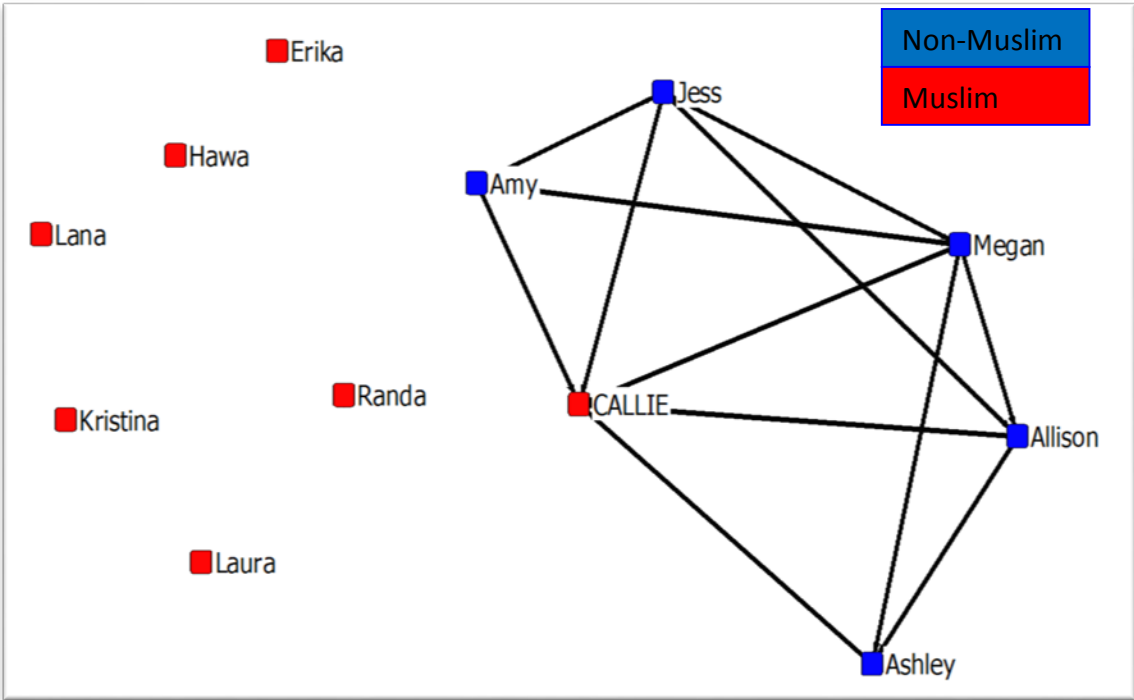 Non-Muslim
Muslim
Erika
Jess
Hawa
Amy
Lana
Megan
Randa
CALLIE
Kristina
Allison
Laura
Ashley